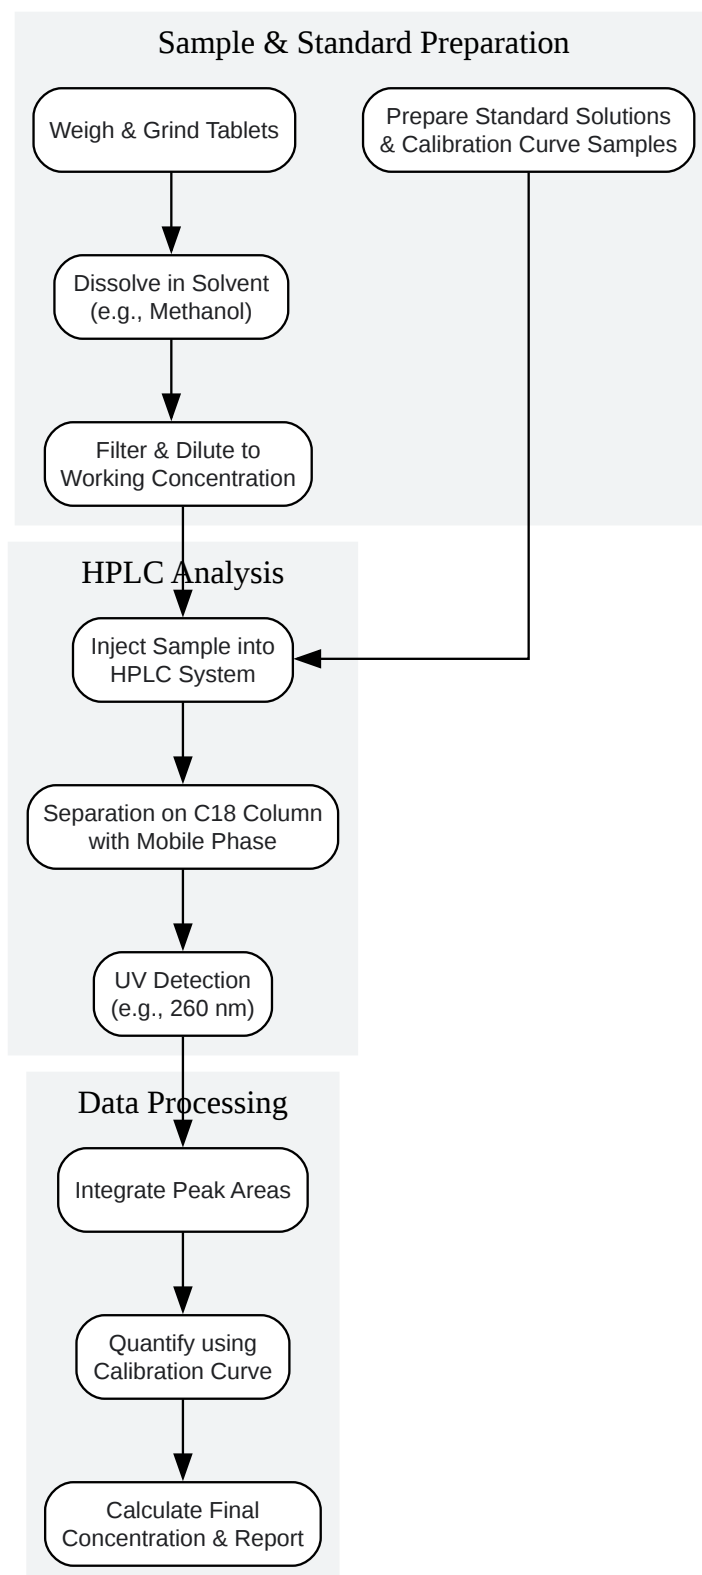 Sample & Standard Preparation
Weigh & Grind Tablets
Prepare Standard Solutions
& Calibration Curve Samples
Dissolve in Solvent
(e.g., Methanol)
Filter & Dilute to
Working Concentration
HPLC Analysis
Inject Sample into
HPLC System
Separation on C18 Column
with Mobile Phase
UV Detection
(e.g., 260 nm)
Data Processing
Integrate Peak Areas
Quantify using
Calibration Curve
Calculate Final
Concentration & Report